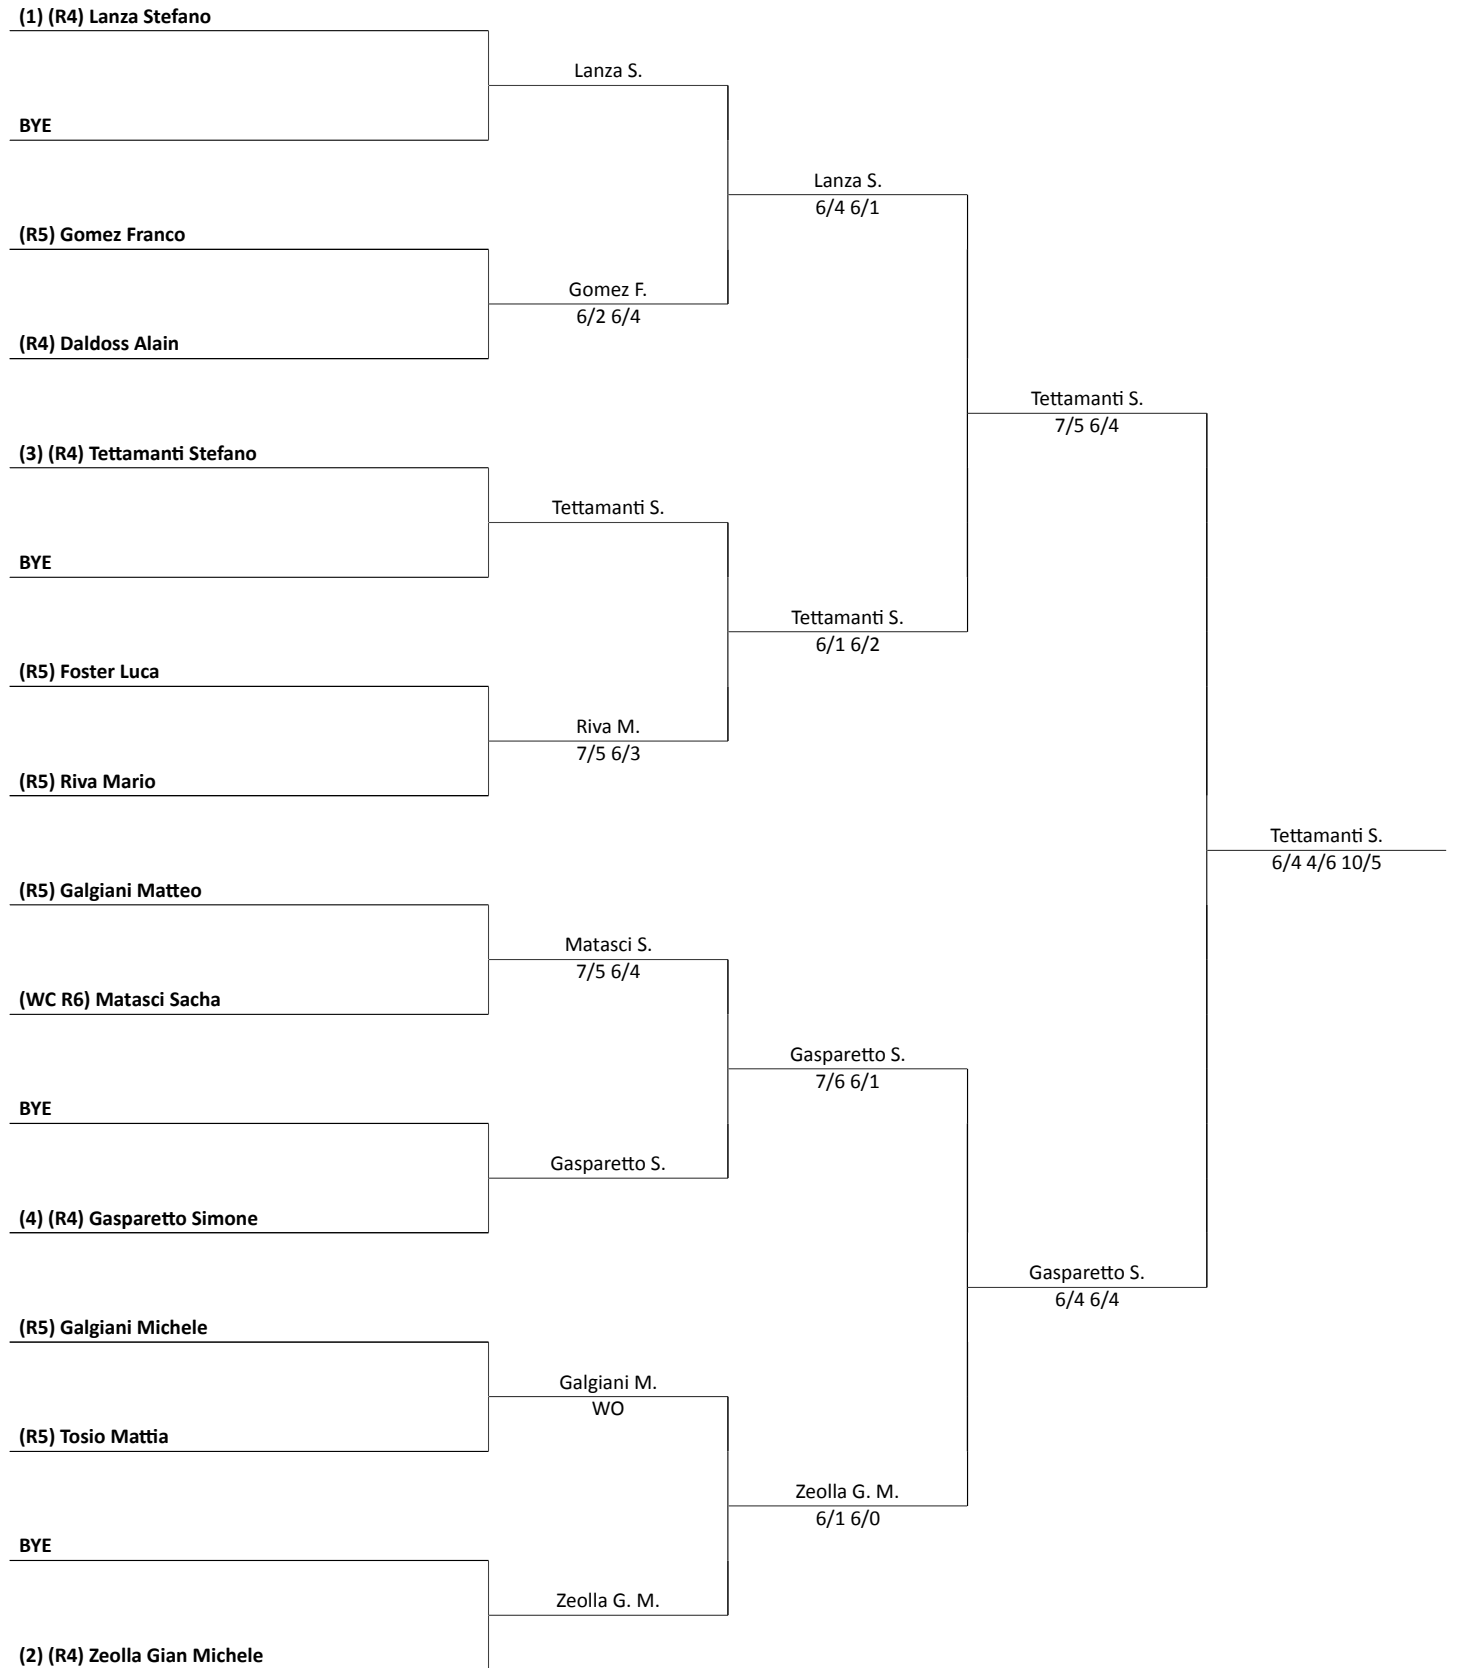 (1) (R4) Lanza Stefano
Lanza S.
BYE
Lanza S.
6/4 6/1
(R5) Gomez Franco
Gomez F.
6/2 6/4
(R4) Daldoss Alain
Tettamanti S.
7/5 6/4
(3) (R4) Tettamanti Stefano
Tettamanti S.
BYE
Tettamanti S.
6/1 6/2
(R5) Foster Luca
Riva M.
7/5 6/3
(R5) Riva Mario
Tettamanti S.
6/4 4/6 10/5
(R5) Galgiani Matteo
Matasci S.
7/5 6/4
(WC R6) Matasci Sacha
Gasparetto S.
7/6 6/1
BYE
Gasparetto S.
(4) (R4) Gasparetto Simone
Gasparetto S.
6/4 6/4
(R5) Galgiani Michele
Galgiani M.
WO
(R5) Tosio Mattia
Zeolla G. M.
6/1 6/0
BYE
Zeolla G. M.
(2) (R4) Zeolla Gian Michele